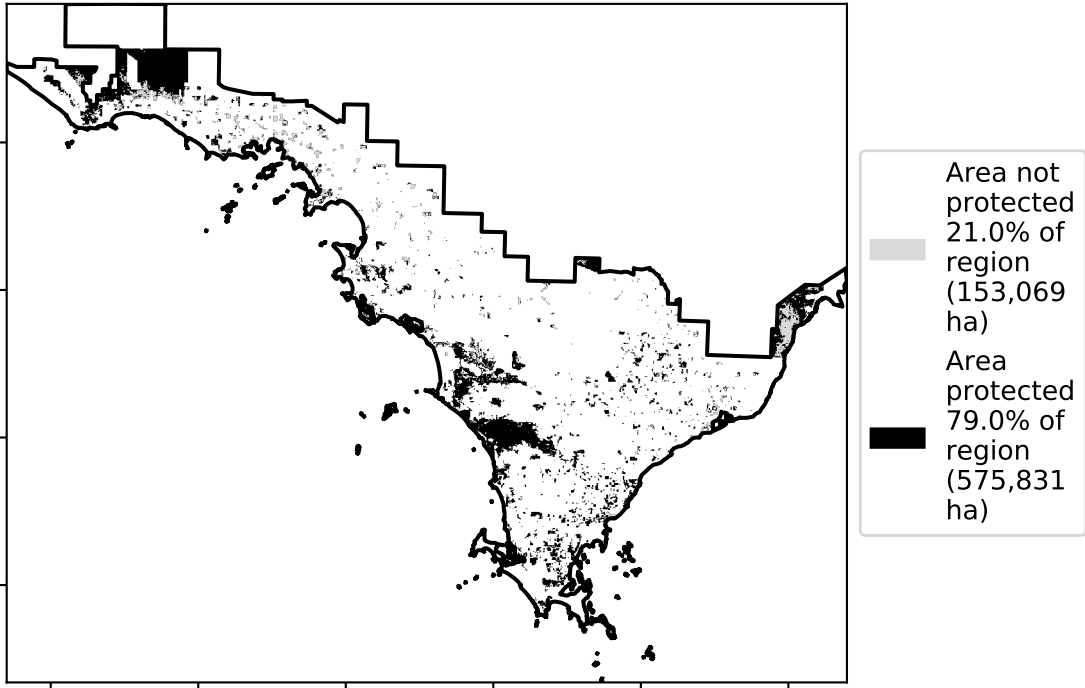 Area not
protected
21.0% of
region
(153,069
ha)
Area
protected
79.0% of
region
(575,831
ha)